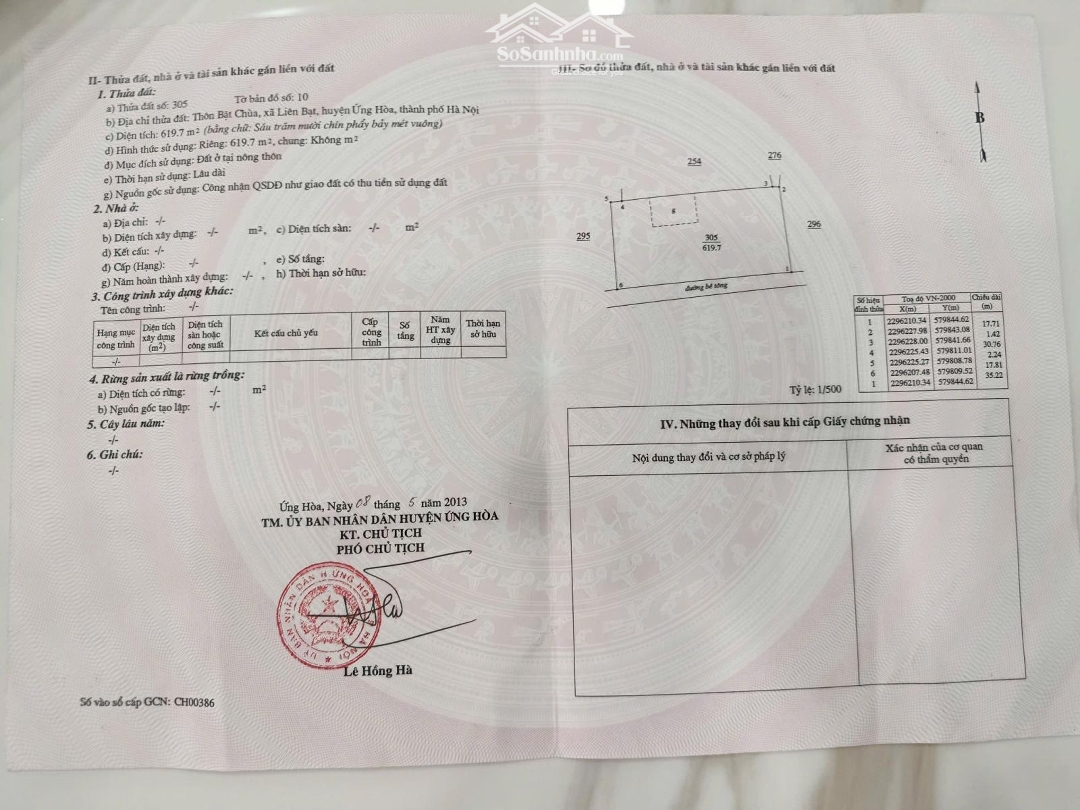 SoSanhnha.com
II- Thửa đất, nhà ở và tài sản khác gắn liền với đất
1. Thửa đất:
a) Thửa đất số: 305 Tờ bản đồ số: 10
b) Địa chỉ thửa đất: Thôn Bặt Chùa, xã Liên Bạt, huyện Ứng Hòa, thành phố Hà Nội
c) Diện tích: 619.7 m² (bằng chữ: Sáu trăm mười chín phẩy bảy mét vuông)
d) Hình thức sử dụng: Riêng: 619.7 m², chung: Không m²
đ) Mục đích sử dụng: Đất ở tại nông thôn
e) Thời hạn sử dụng: Lâu dài
g) Nguồn gốc sử dụng: Công nhận QSDĐ như giao đất có thu tiền sử dụng đất
2. Nhà ở:
a) Địa chỉ: -/-
b) Diện tích xây dựng: -/- m², c) Diện tích sàn: -/- m²
d) Kết cấu: -/-
đ) Cấp (Hạng): -/- , e) Số tầng:
g) Năm hoàn thành xây dựng: -/- , h) Thời hạn sở hữu:
3. Công trình xây dựng khác:
Tên công trình: -/-
Hạng mục công trình
Diện tích xây dựng (m²)
Diện tích sàn hoặc công suất
Kết cấu chủ yếu
Cấp công trình
Số tầng
Năm HT xây dựng
Thời hạn sở hữu
-/-
4. Rừng sản xuất là rừng trồng:
a) Diện tích có rừng: -/- m²
b) Nguồn gốc tạo lập: -/-
5. Cây lâu năm:
-/-
6. Ghi chú:
-/-
Ứng Hòa, Ngày 08 tháng 5 năm 2013
TM. ỦY BAN NHÂN DÂN HUYỆN ỨNG HÒA
KT. CHỦ TỊCH
PHÓ CHỦ TỊCH
ỦY BAN NHÂN DÂN H. ỨNG HÒA
HÀ NỘI
Lê Hồng Hà
Số vào sổ cấp GCN: CH00386
III- Sơ đồ thửa đất, nhà ở và tài sản khác gắn liền với đất
B
254
276
5
4
3
2
295
305
619.7
296
6
1
đường bê tông
Số hiệu đỉnh thửa Toạ độ VN-2000 Chiều dài (m)
X(m) Y(m)
1 2296210.34 579844.62
17.71
2 2296227.98 579843.08
1.42
3 2296228.00 579841.66
30.76
4 2296225.43 579811.01
2.24
5 2296225.27 579808.78
17.81
6 2296207.48 579809.52
35.22
1 2296210.34 579844.62
Tỷ lệ: 1/500
IV. Những thay đổi sau khi cấp Giấy chứng nhận
Nội dung thay đổi và cơ sở pháp lý
Xác nhận của cơ quan
có thẩm quyền